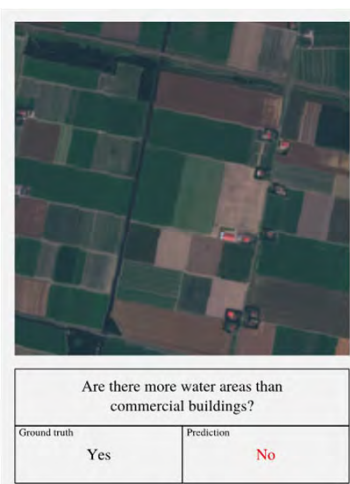 Are there more water areas than
commercial buildings?
Ground truth
Prediction
Yes
No